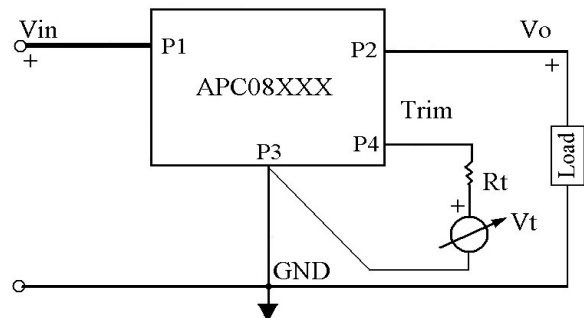 Vin
Vo
+
P1
P2
+
APC08XXX
Trim
P4
P3
Rt
Load
+
Vt
GND